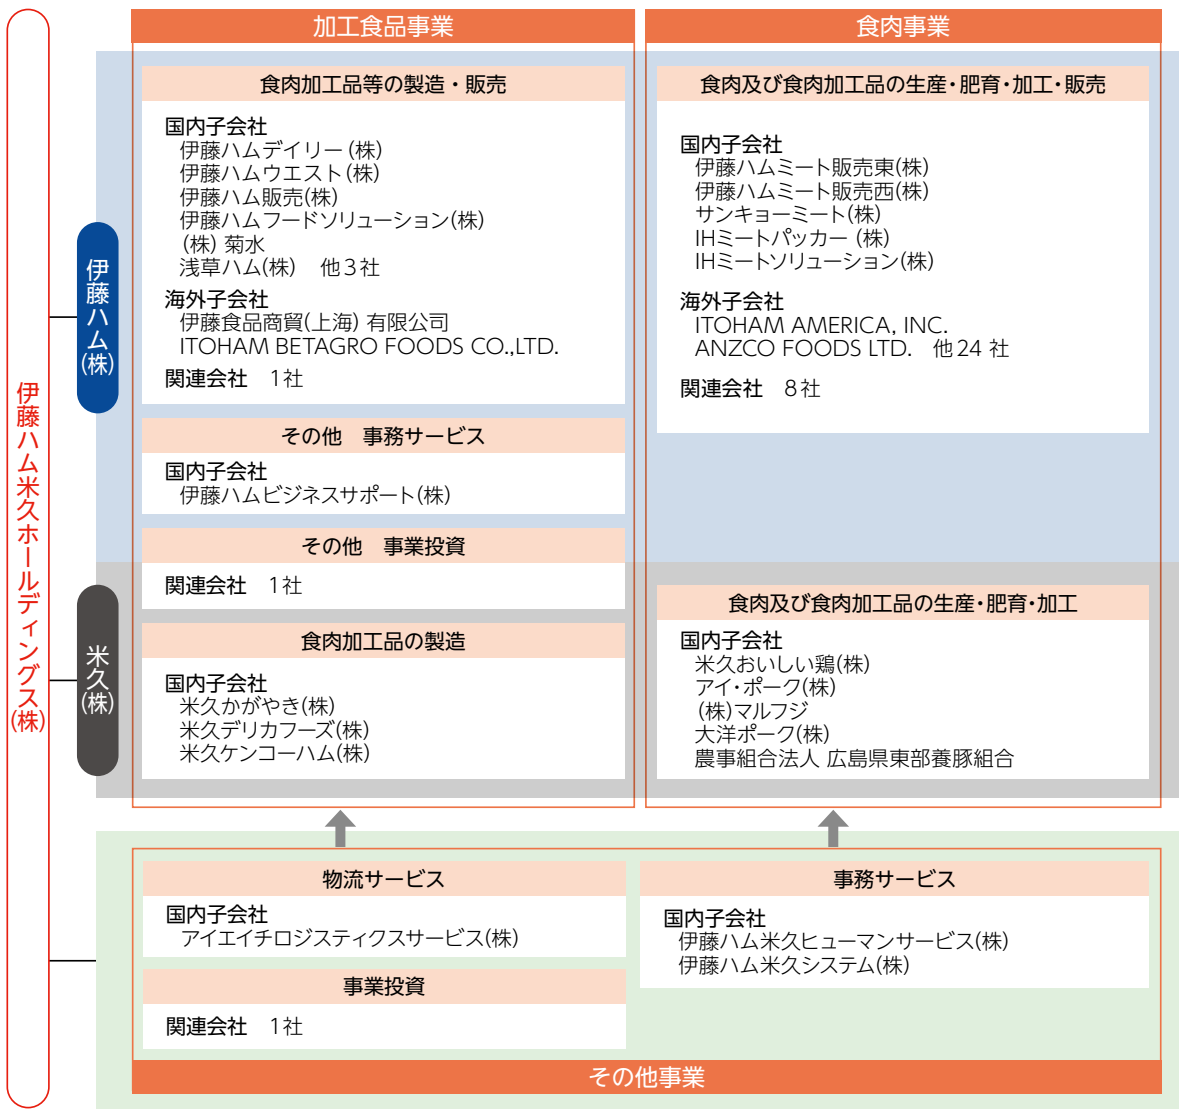 伊藤ハム米久ホールディングス(株)
伊藤ハム(株)
米久(株)
加工食品事業
食肉加工品等の製造・販売
国内子会社
伊藤ハムデイリー(株)
伊藤ハムウエスト(株)
伊藤ハム販売(株)
伊藤ハムフードソリューション(株)
(株)菊水
浅草ハム(株) 他3社
海外子会社
伊藤食品商貿(上海)有限公司
ITOHAM BETAGRO FOODS CO.,LTD.
関連会社 1社
その他 事務サービス
国内子会社
伊藤ハムビジネスサポート(株)
その他 事業投資
関連会社 1社
食肉加工品の製造
国内子会社
米久かがやき(株)
米久デリカフーズ(株)
米久ケンコーハム(株)
食肉事業
食肉及び食肉加工品の生産・肥育・加工・販売
国内子会社
伊藤ハムミート販売東(株)
伊藤ハムミート販売西(株)
サンキョーミート(株)
IHミートパッカー(株)
IHミートソリューション(株)
海外子会社
ITOHAM AMERICA, INC.
ANZCO FOODS LTD. 他24社
関連会社 8社
食肉及び食肉加工品の生産・肥育・加工
国内子会社
米久おいしい鶏(株)
アイ・ポーク(株)
(株)マルフジ
大洋ポーク(株)
農事組合法人 広島県東部養豚組合
物流サービス
国内子会社
アイエイチロジスティクスサービス(株)
事業投資
関連会社 1社
事務サービス
国内子会社
伊藤ハム米久ヒューマンサービス(株)
伊藤ハム米久システム(株)
その他事業